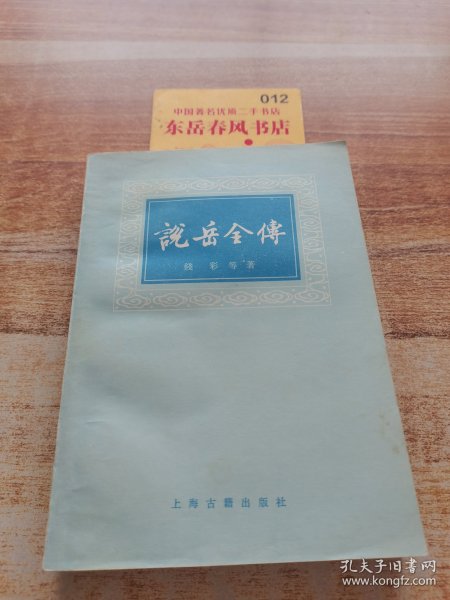 012
中国著名优质二手书店
东岳春风书店
說岳全傳
錢彩等著
上海古籍出版社
孔夫子旧书网
www.kongfz.com